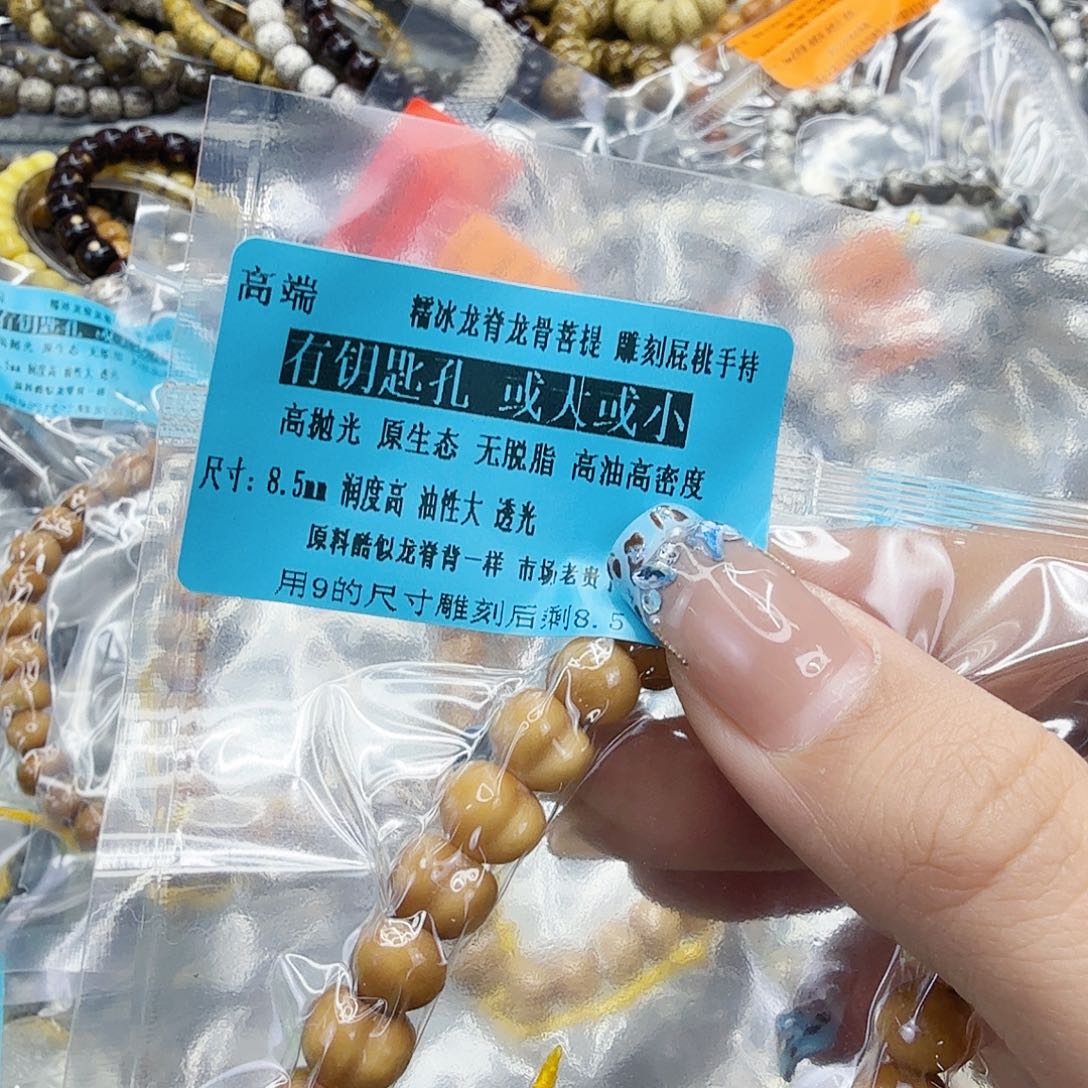 高端 糯冰龙脊龙骨菩提 雕刻屁桃手持
有钥匙孔 或大或小
高抛光 原生态 无脱脂 高油高密度
尺寸：8.5mm 润度高 油性大 透光
原料酷似龙脊背一样 市场老贵
用9的尺寸雕刻后剩8.5